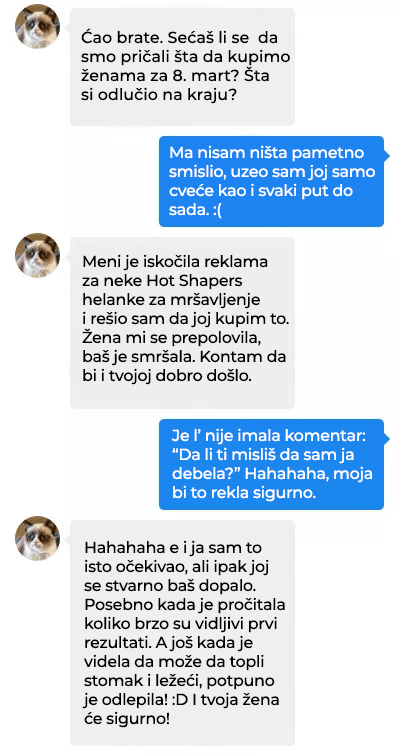 Ćao brate. Sećaš li se da
smo pričali šta da kupimo
ženama za 8. mart? Šta
si odlučio na kraju?
Ma nisam ništa pametno
smislio, uzeo sam joj samo
cveće kao i svaki put do
sada. :(
Meni je iskočila reklama
za neke Hot Shapers
helanke za mršavljenje
i rešio sam da joj kupim to.
Žena mi se prepolovila,
baš je smršala. Kontam da
bi i tvojoj dobro došlo.
Je l’ nije imala komentar:
“Da li ti misliš da sam ja
debela?” Hahahaha, moja
bi to rekla sigurno.
Hahahaha e i ja sam to
isto očekivao, ali ipak joj
se stvarno baš dopalo.
Posebno kada je pročitala
koliko brzo su vidljivi prvi
rezultati. A još kada je
videla da može da topli
stomak i ležeći, potpuno
je odlepila! :D I tvoja žena
će sigurno!